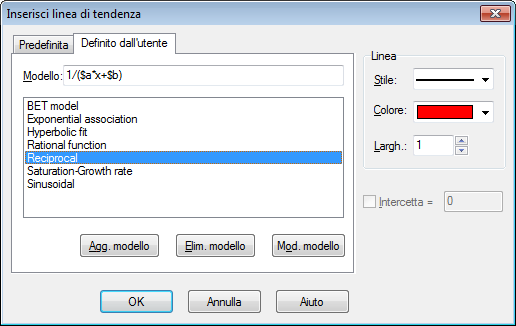 Inserisci linea di tendenza
Predefinita
Definito dall'utente
Modello: 1/($a*x+$b)
BET model
Exponential association
Hyperbolic fit
Rational function
Reciprocal
Saturation-Growth rate
Sinusoidal
Agg. modello
Elim. modello
Mod. modello
Linea
Stile:
Colore:
Largh.: 1
Intercetta = 0
OK
Annulla
Aiuto